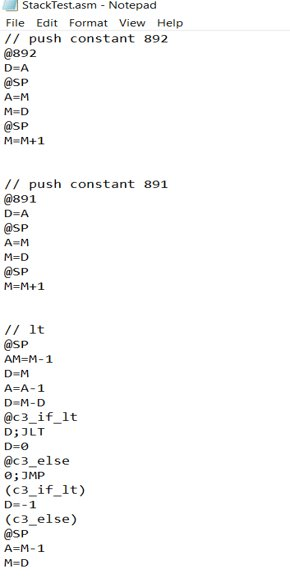 StackTest.asm - Notepad
File Edit Format View Help
// push constant 892
@892
D=A
@SP
A=M
M=D
@SP
M=M+1
// push constant 891
@891
D=A
@SP
A=M
M=D
@SP
M=M+1
// lt
@SP
AM=M-1
D=M
A=A-1
D=M-D
@c3_if_lt
D;JLT
D=0
@c3_else
0;JMP
(c3_if_lt)
D=-1
(c3_else)
@SP
A=M-1
M=D